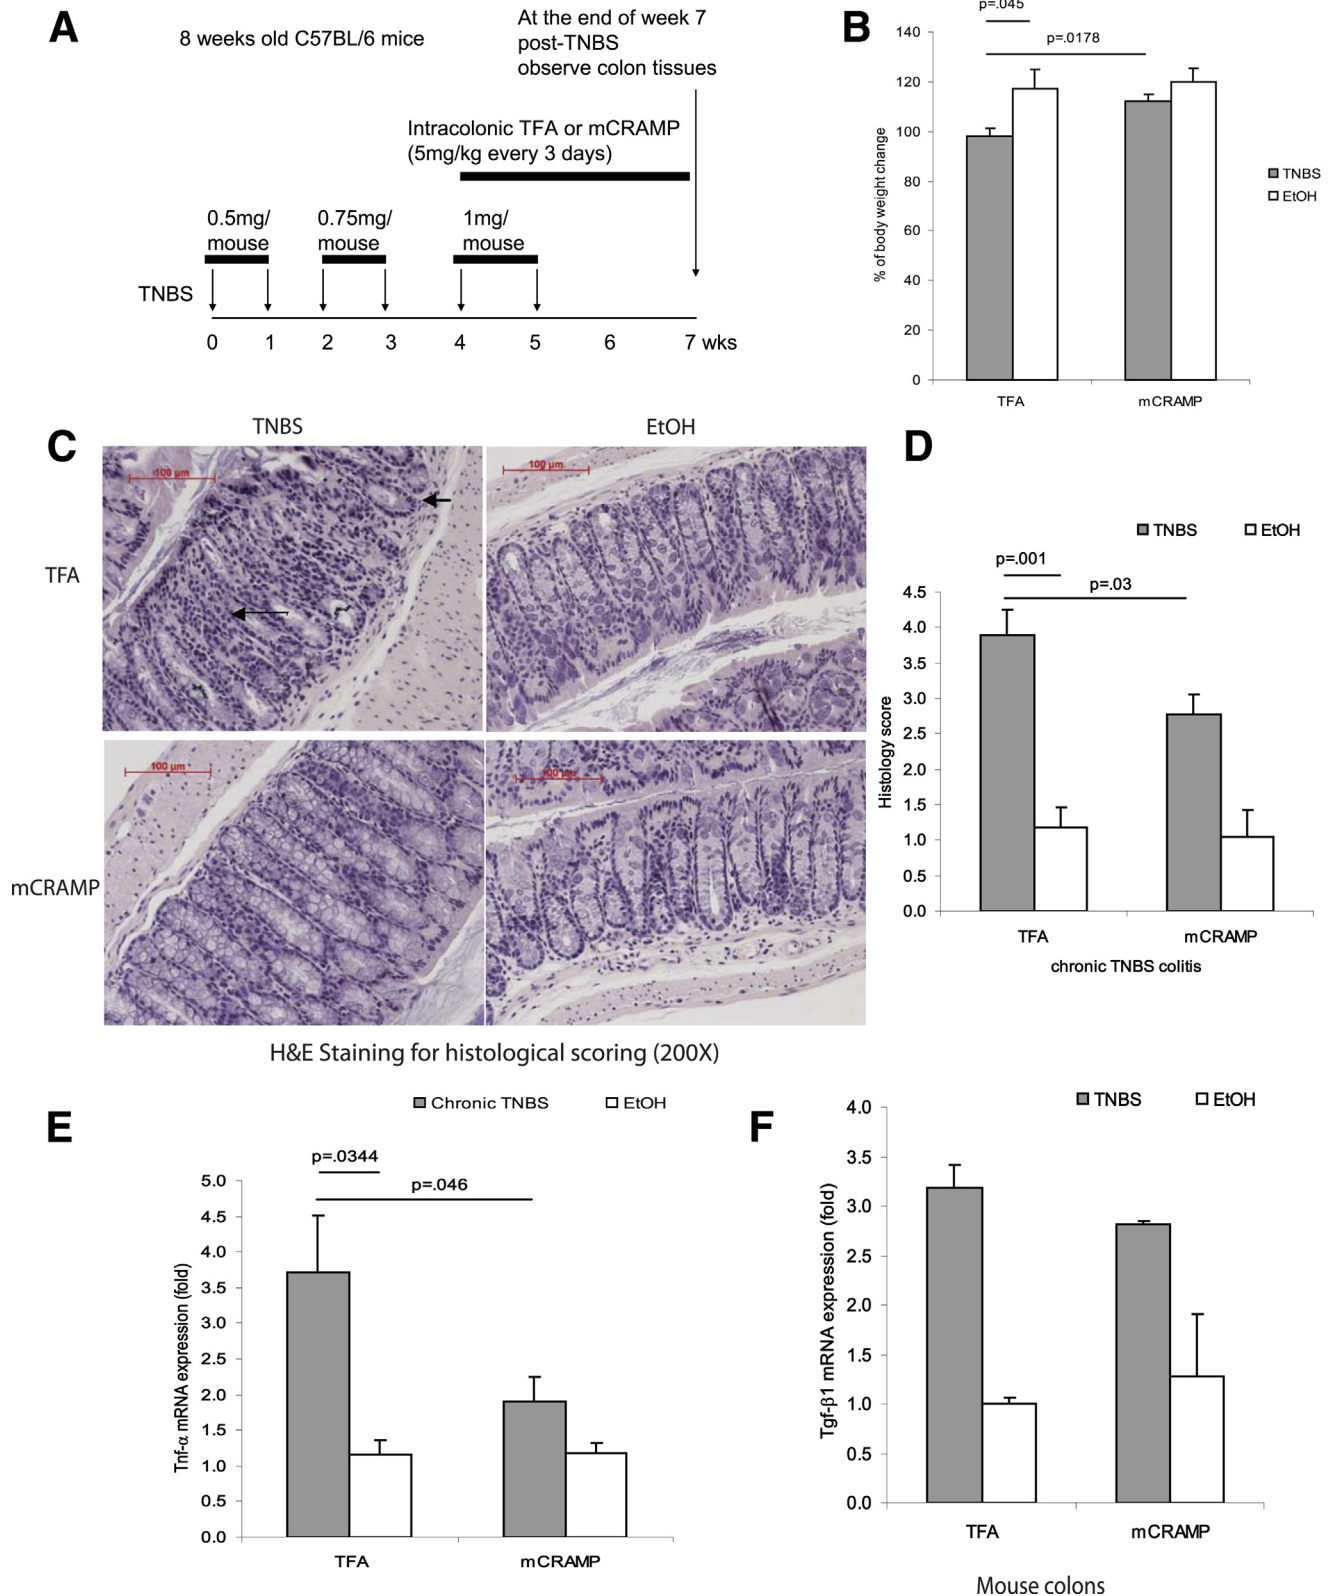 A
8 weeks old C57BL/6 mice
At the end of week 7
post-TNBS
observe colon tissues
Intracolonic TFA or mCRAMP
(5mg/kg every 3 days)
0.5mg/
mouse
0.75mg/
mouse
1mg/
mouse
TNBS
0 1 2 3 4 5 6 7 wks
B
p=.045
p=.0178
140
120
100
80
60
40
20
0
% of body weight change
TNBS
EtOH
TFA mCRAMP
C
TNBS EtOH
TFA
mCRAMP
100 µm
100 µm
100 µm
100 µm
H&E Staining for histological scoring (200X)
D
TNBS EtOH
p=.001
p=.03
4.5
4.0
3.5
3.0
2.5
2.0
1.5
1.0
0.5
0.0
Histology score
TFA mCRAMP
chronic TNBS colitis
E
Chronic TNBS EtOH
p=.0344
p=.046
5.0
4.5
4.0
3.5
3.0
2.5
2.0
1.5
1.0
0.5
0.0
Tnf-α mRNA expression (fold)
TFA mCRAMP
F
TNBS EtOH
4.0
3.5
3.0
2.5
2.0
1.5
1.0
0.5
0.0
Tgf-β1 mRNA expression (fold)
TFA mCRAMP
Mouse colons